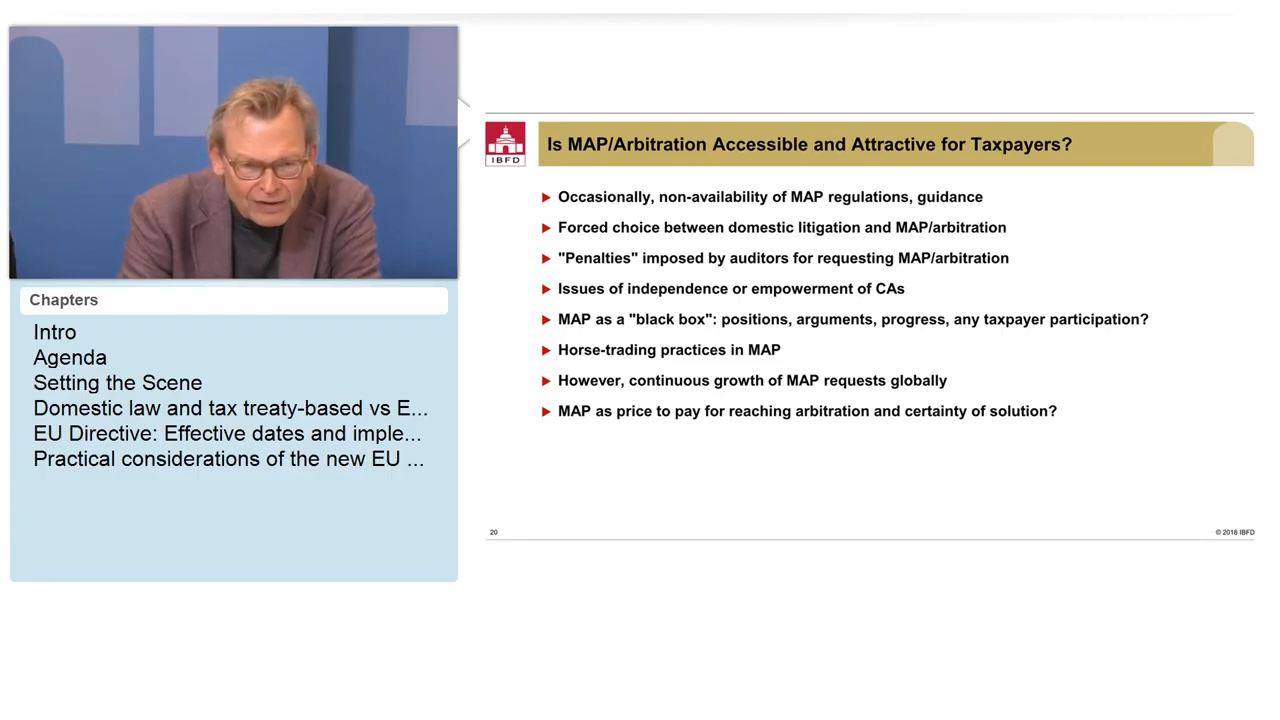 Chapters
Intro
Agenda
Setting the Scene
Domestic law and tax treaty-based vs E...
EU Directive: Effective dates and imple...
Practical considerations of the new EU ...
IBFD
Is MAP/Arbitration Accessible and Attractive for Taxpayers?
Occasionally, non-availability of MAP regulations, guidance
Forced choice between domestic litigation and MAP/arbitration
"Penalties" imposed by auditors for requesting MAP/arbitration
Issues of independence or empowerment of CAs
MAP as a "black box": positions, arguments, progress, any taxpayer participation?
Horse-trading practices in MAP
However, continuous growth of MAP requests globally
MAP as price to pay for reaching arbitration and certainty of solution?
20
© 2018 IBFD